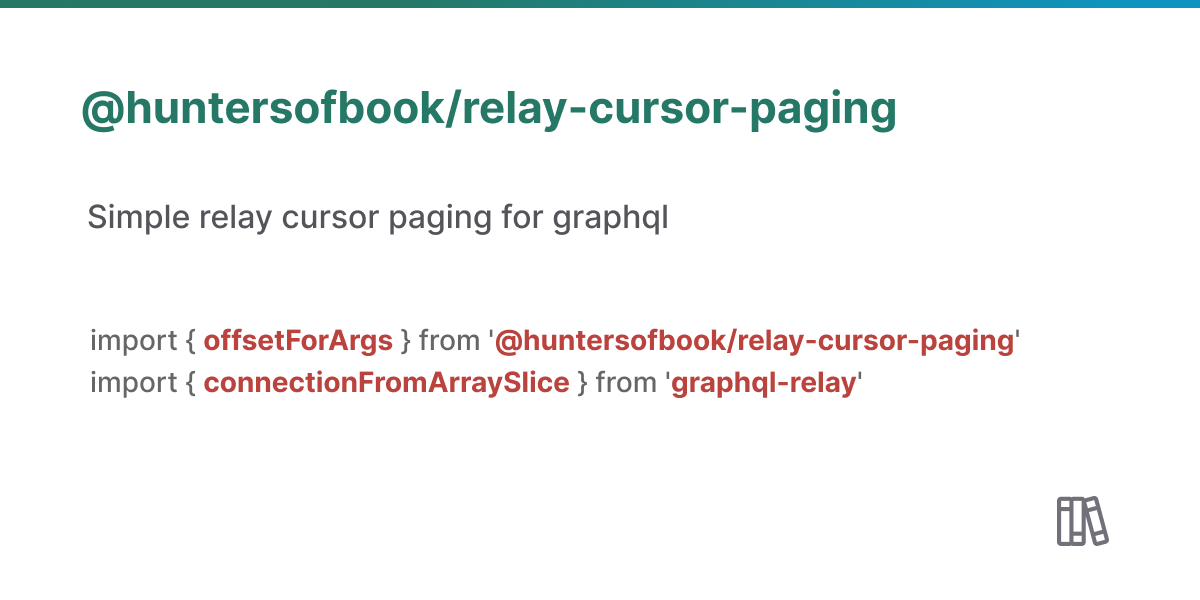 @huntersofbook/relay-cursor-paging
Simple relay cursor paging for graphql
import { offsetForArgs } from '@huntersofbook/relay-cursor-paging'
import { connectionFromArraySlice } from 'graphql-relay'